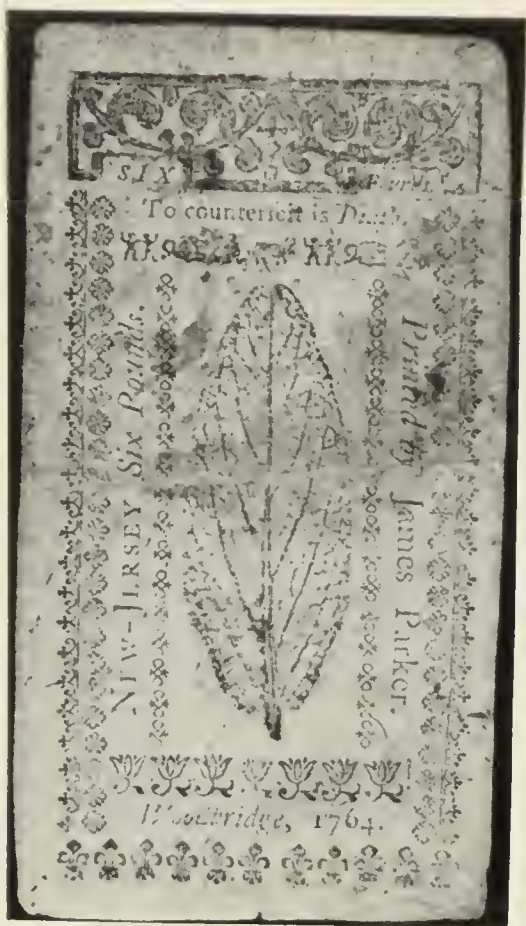 SIX
To counterfeit is Death.
NEW-JERSEY Six Pounds.
Printed by James Parker.
Woodbridge, 1764.